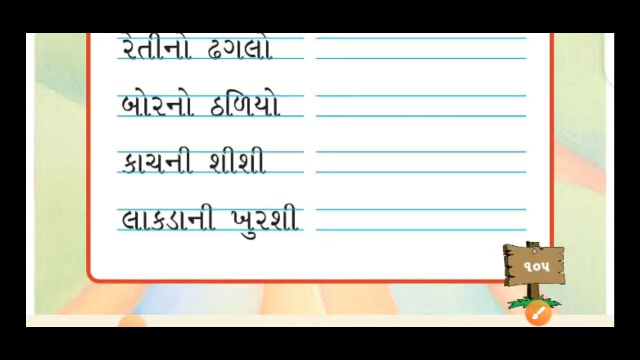 રેતીનો ઢગલો
બોરનો ઠળિયો
કાચની શીશી
લાકડાની ખુરશી
૧૦૫